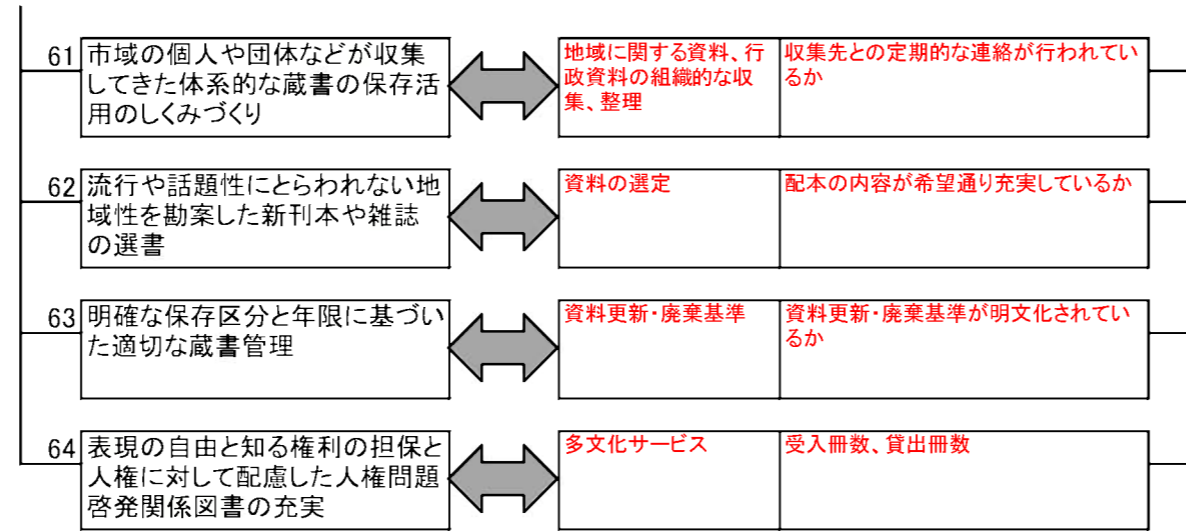 61
市域の個人や団体などが収集
してきた体系的な蔵書の保存活
用のしくみづくり
地域に関する資料、行
政資料の組織的な収
集、整理
収集先との定期的な連絡が行われてい
るか
62
流行や話題性にとらわれない地
域性を勘案した新刊本や雑誌
の選書
資料の選定
配本の内容が希望通り充実しているか
63
明確な保存区分と年限に基づい
た適切な蔵書管理
資料更新・廃棄基準
資料更新・廃棄基準が明文化されてい
るか
64
表現の自由と知る権利の担保と
人権に対して配慮した人権問題
啓発関係図書の充実
多文化サービス
受入冊数、貸出冊数